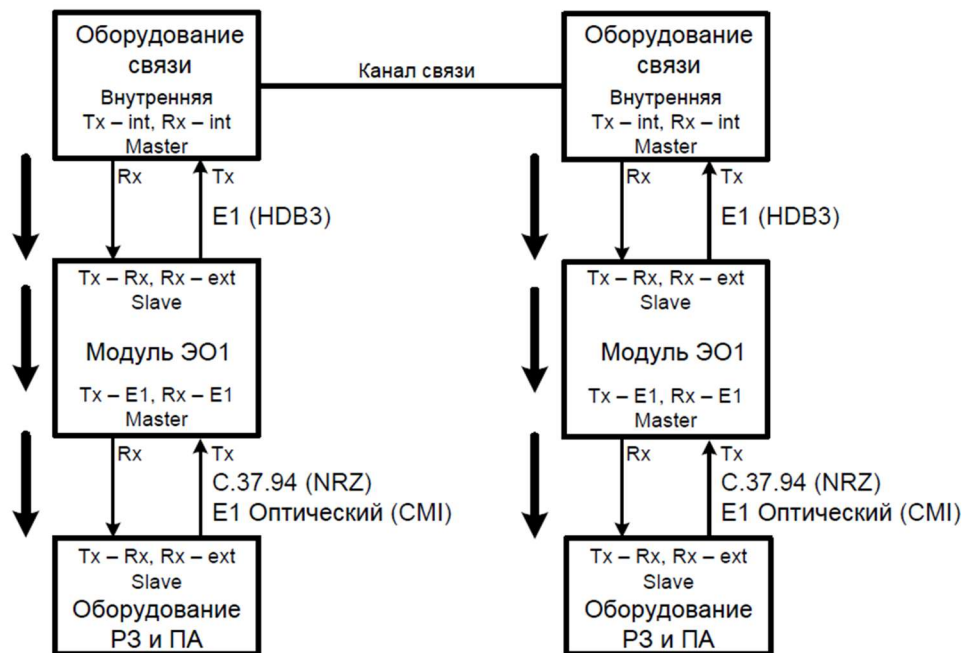 Оборудование
связи
Внутренняя
Tx – int, Rx – int
Master
Канал связи
Оборудование
связи
Внутренняя
Tx – int, Rx – int
Master
Rx
Tx
E1 (HDB3)
Rx
Tx
E1 (HDB3)
Tx – Rx, Rx – ext
Slave
Модуль ЭО1
Tx – E1, Rx – E1
Master
Tx – Rx, Rx – ext
Slave
Модуль ЭО1
Tx – E1, Rx – E1
Master
Rx
Tx
C.37.94 (NRZ)
E1 Оптический (CMI)
Rx
Tx
C.37.94 (NRZ)
E1 Оптический (CMI)
Tx – Rx, Rx – ext
Slave
Оборудование
РЗ и ПА
Tx – Rx, Rx – ext
Slave
Оборудование
РЗ и ПА